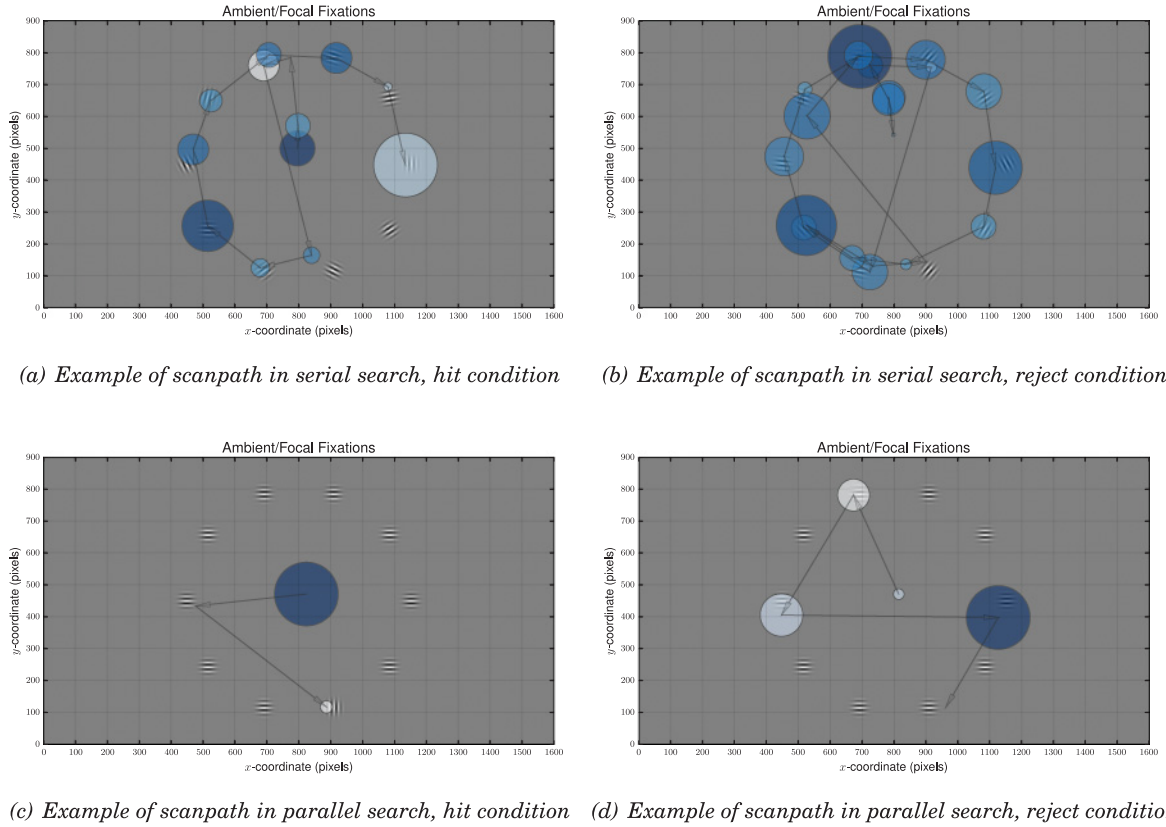 Ambient/Focal Fixations
900
800
700
600
500
400
300
200
100
0
y-coordinate (pixels)
0 100 200 300 400 500 600 700 800 900 1000 1100 1200 1300 1400 1500 1600
x-coordinate (pixels)
(a) Example of scanpath in serial search, hit condition
Ambient/Focal Fixations
900
800
700
600
500
400
300
200
100
0
y-coordinate (pixels)
0 100 200 300 400 500 600 700 800 900 1000 1100 1200 1300 1400 1500 1600
x-coordinate (pixels)
(b) Example of scanpath in serial search, reject condition
Ambient/Focal Fixations
900
800
700
600
500
400
300
200
100
0
y-coordinate (pixels)
0 100 200 300 400 500 600 700 800 900 1000 1100 1200 1300 1400 1500 1600
x-coordinate (pixels)
(c) Example of scanpath in parallel search, hit condition
Ambient/Focal Fixations
900
800
700
600
500
400
300
200
100
0
y-coordinate (pixels)
0 100 200 300 400 500 600 700 800 900 1000 1100 1200 1300 1400 1500 1600
x-coordinate (pixels)
(d) Example of scanpath in parallel search, reject conditio